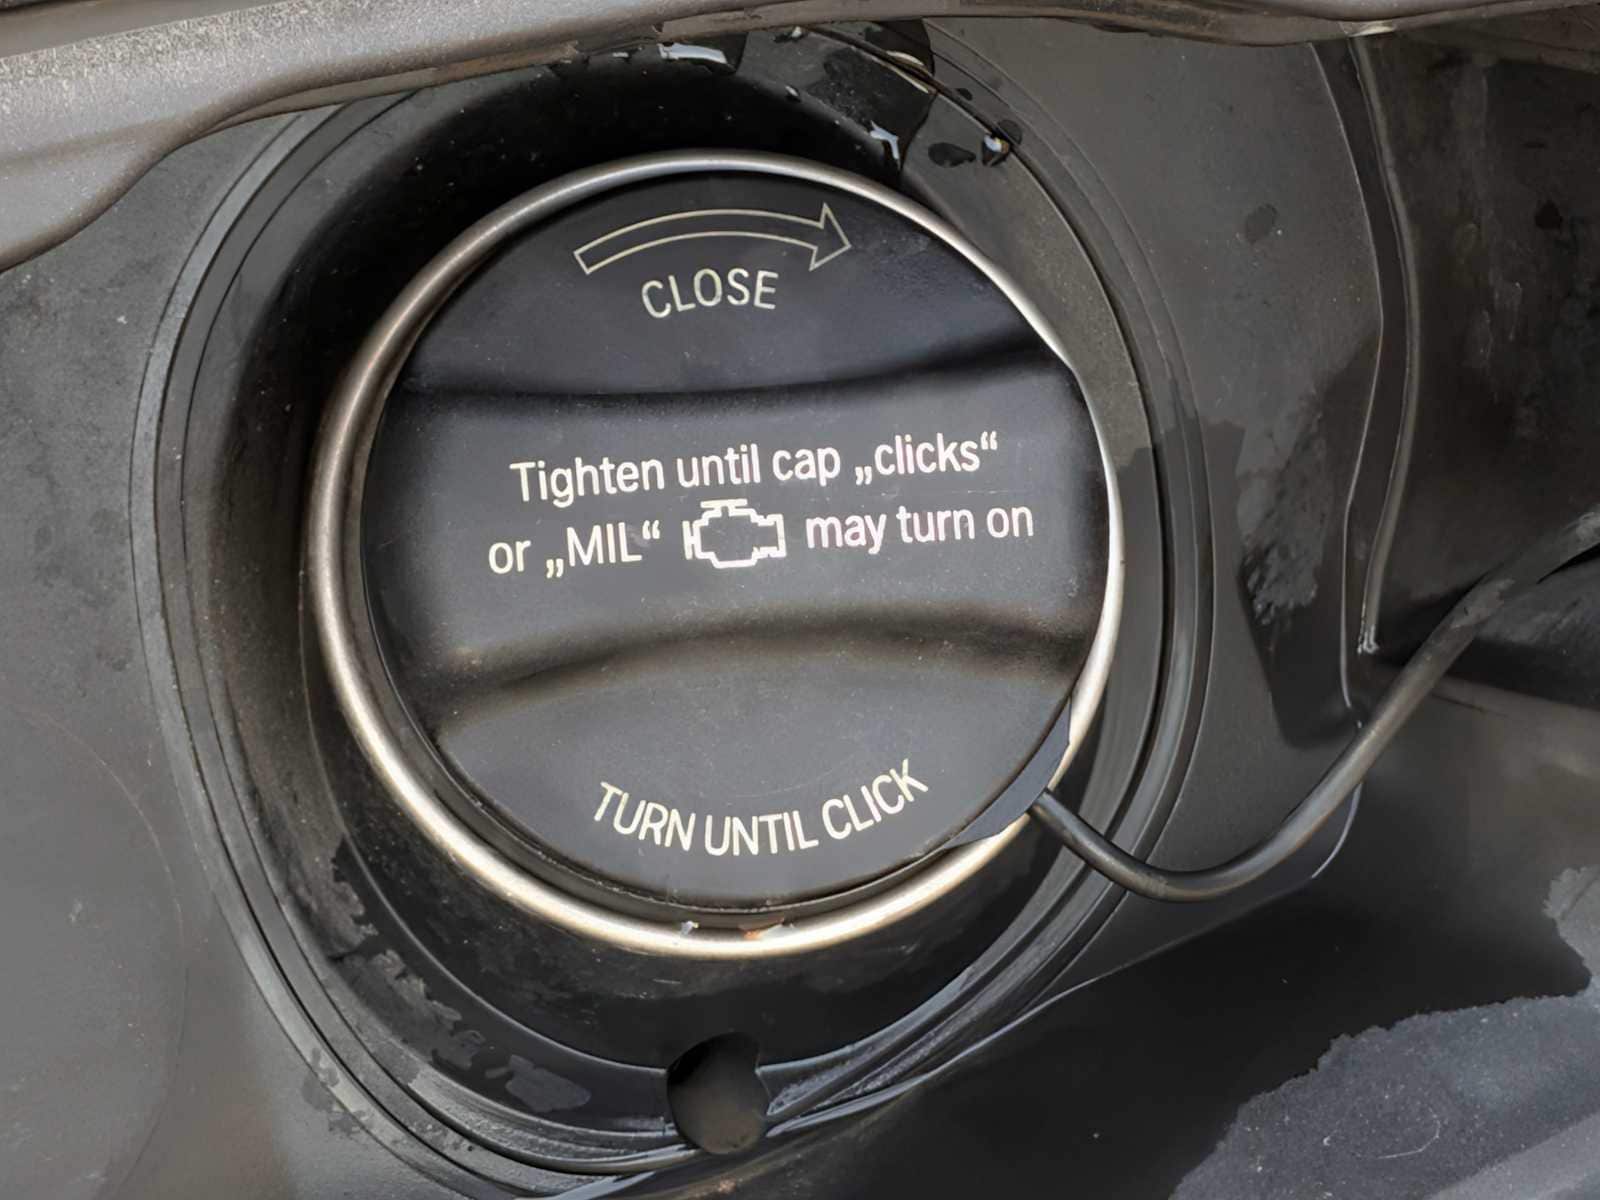 CLOSE
Tighten until cap „clicks“
or „MIL“ may turn on
TURN UNTIL CLICK